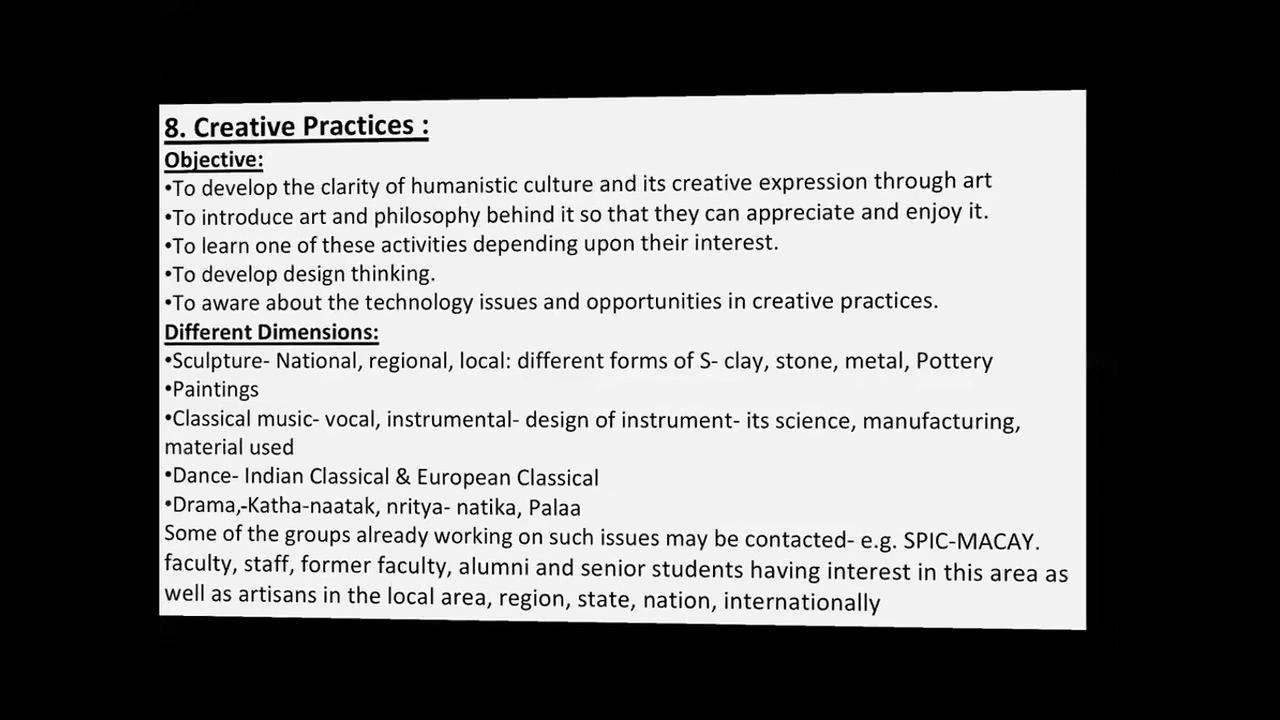 8. Creative Practices :
Objective:
•To develop the clarity of humanistic culture and its creative expression through art
•To introduce art and philosophy behind it so that they can appreciate and enjoy it.
•To learn one of these activities depending upon their interest.
•To develop design thinking.
•To aware about the technology issues and opportunities in creative practices.
Different Dimensions:
•Sculpture- National, regional, local: different forms of S- clay, stone, metal, Pottery
•Paintings
•Classical music- vocal, instrumental- design of instrument- its science, manufacturing,
material used
•Dance- Indian Classical & European Classical
•Drama,-Katha-naatak, nritya- natika, Palaa
Some of the groups already working on such issues may be contacted- e.g. SPIC-MACAY.
faculty, staff, former faculty, alumni and senior students having interest in this area as
well as artisans in the local area, region, state, nation, internationally